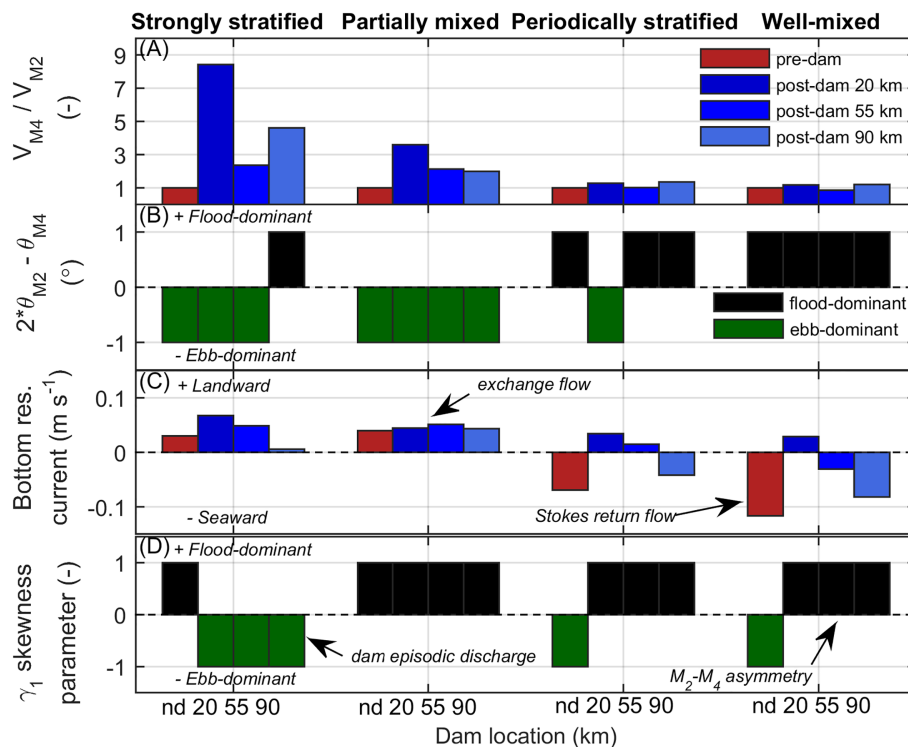 Strongly stratified Partially mixed Periodically stratified Well-mixed
(A)
V_M4 / V_M2
(-)
9
7
5
3
1
pre-dam
post-dam 20 km
post-dam 55 km
post-dam 90 km
(B) + Flood-dominant
2*θ_M2 - θ_M4
(°)
1
0
-1
flood-dominant
ebb-dominant
- Ebb-dominant
(C) + Landward
Bottom res.
current (m s⁻¹)
0.1
0
-0.1
exchange flow
Stokes return flow
- Seaward
(D) + Flood-dominant
γ₁ skewness
parameter (-)
1
0
-1
dam episodic discharge
M₂-M₄ asymmetry
- Ebb-dominant
nd 20 55 90 nd 20 55 90 nd 20 55 90 nd 20 55 90
Dam location (km)